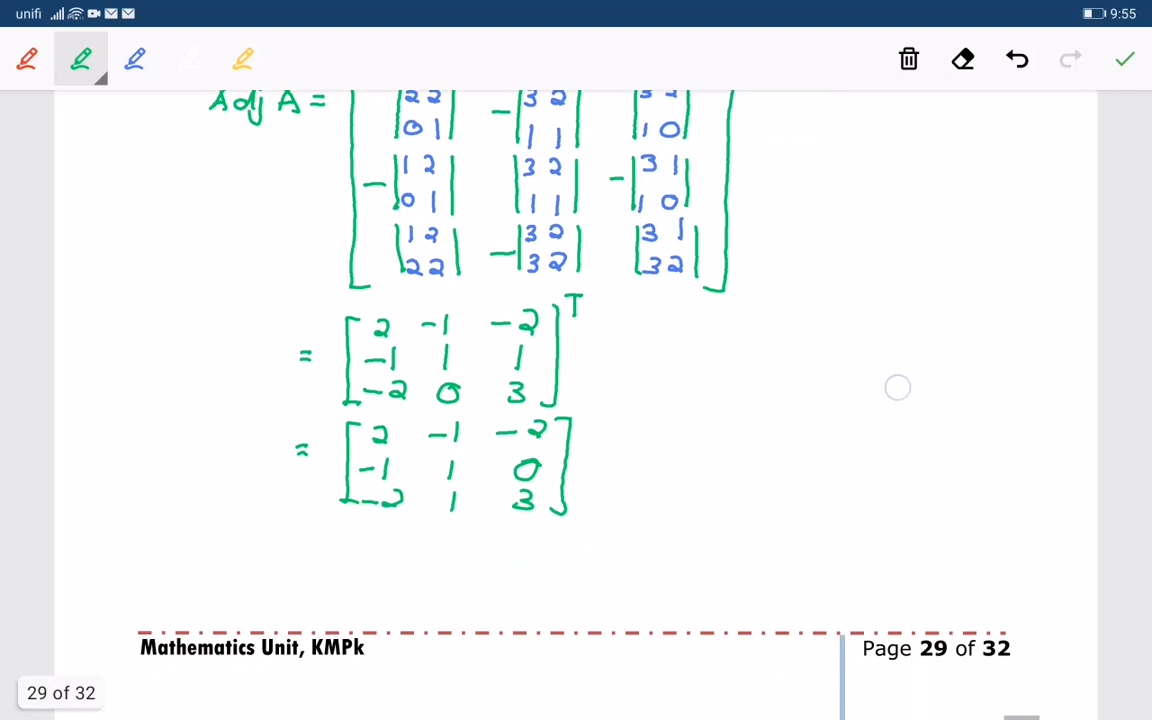 unifi 9:55
Adj A = [ |2 2| -|3 2| |3 2|
|0 1| |1 1| |1 0|
-|1 2| |3 2| -|3 1|
|0 1| |1 1| |1 0|
|1 2| -|3 2| |3 1|
|2 2| |3 2| |3 2| ]
= [ 2 -1 -2 ]T
-1 1 1
-2 0 3
= [ 2 -1 -2 ]
-1 1 0
-2 1 3
Mathematics Unit, KMPk Page 29 of 32
29 of 32